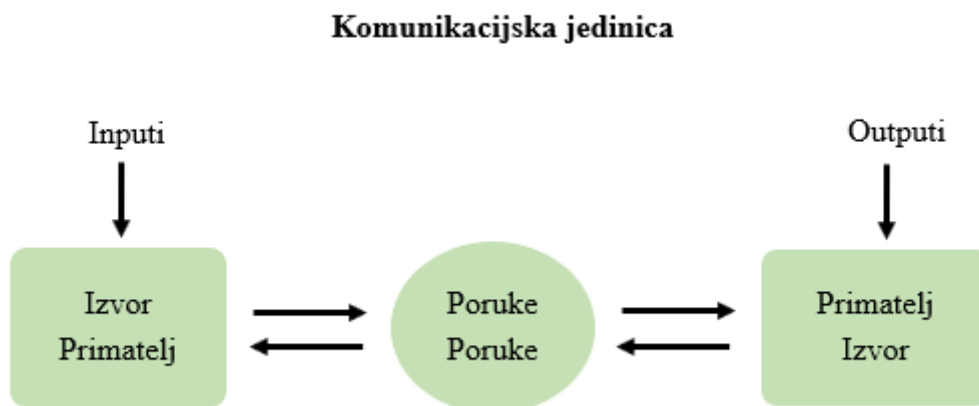 Komunikacijska jedinica
Inputi
Outputi
Izvor
Primatelj
Poruke
Poruke
Primatelj
Izvor